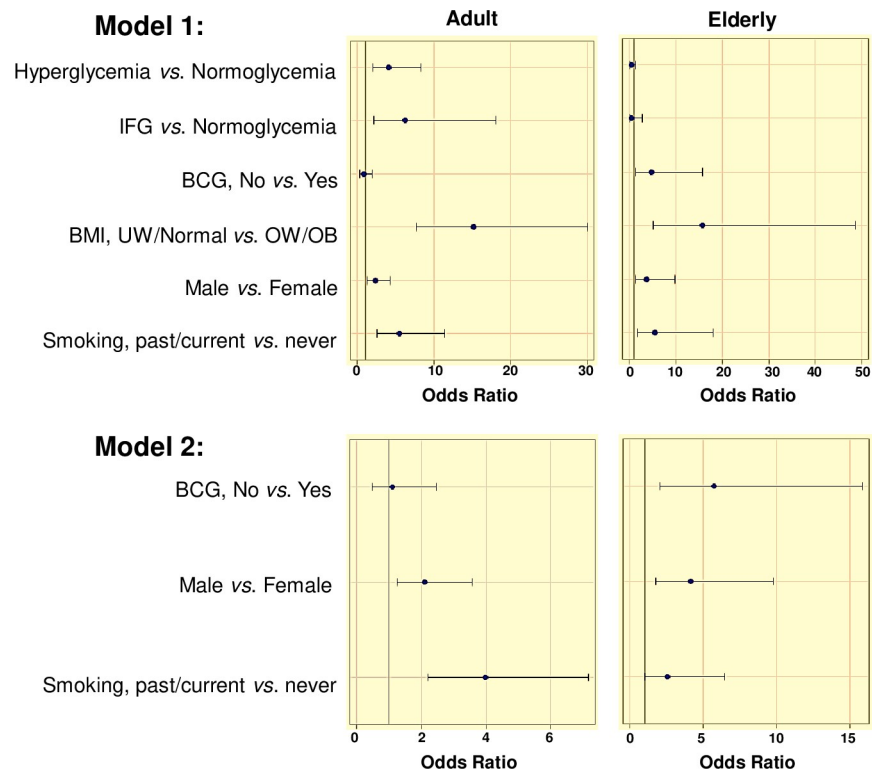 Model 1:
Adult
Elderly
Hyperglycemia vs. Normoglycemia
IFG vs. Normoglycemia
BCG, No vs. Yes
BMI, UW/Normal vs. OW/OB
Male vs. Female
Smoking, past/current vs. never
0 10 20 30
0 10 20 30 40 50
Odds Ratio
Odds Ratio
Model 2:
BCG, No vs. Yes
Male vs. Female
Smoking, past/current vs. never
0 2 4 6
0 5 10 15
Odds Ratio
Odds Ratio